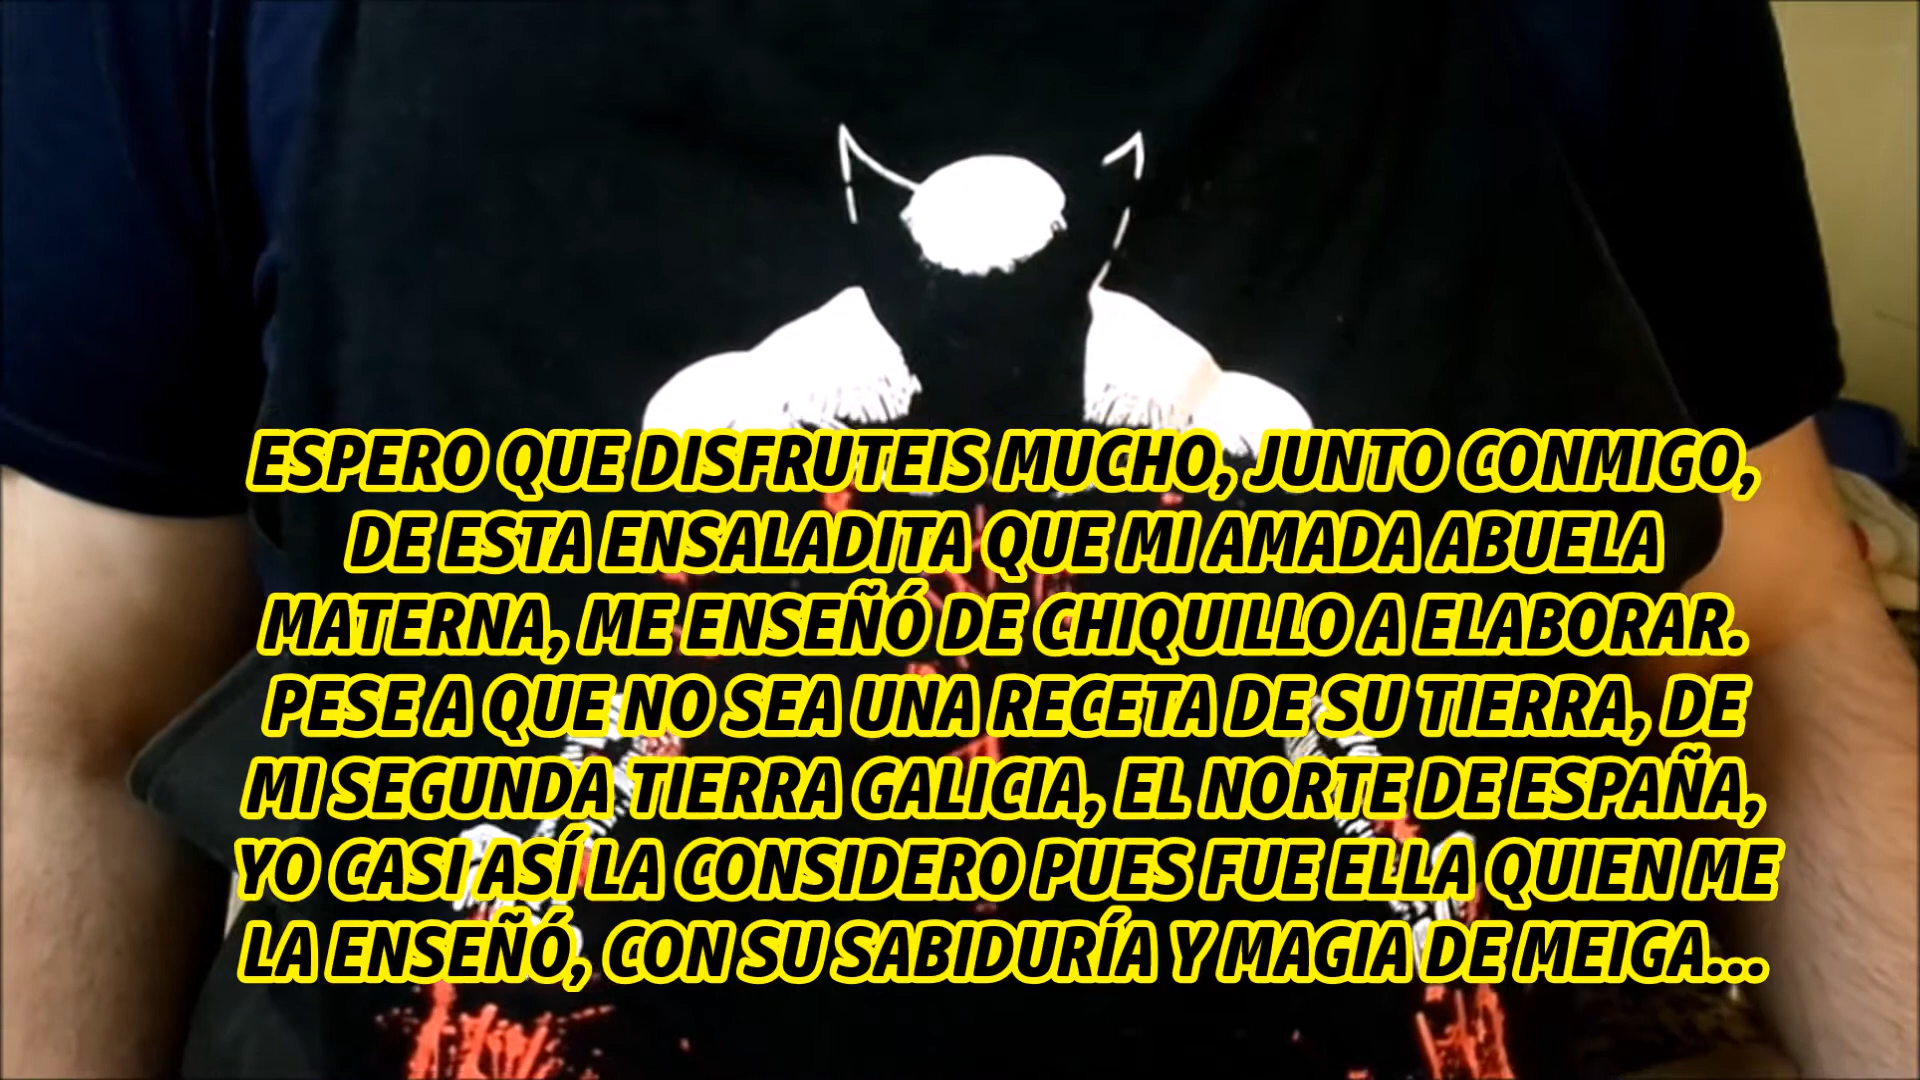 ESPERO QUE DISFRUTEIS MUCHO, JUNTO CONMIGO,
DE ESTA ENSALADITA QUE MI AMADA ABUELA
MATERNA, ME ENSEÑÓ DE CHIQUILLO A ELABORAR.
PESE A QUE NO SEA UNA RECETA DE SU TIERRA, DE
MI SEGUNDA TIERRA GALICIA, EL NORTE DE ESPAÑA,
YO CASI ASÍ LA CONSIDERO PUES FUE ELLA QUIEN ME
LA ENSEÑÓ, CON SU SABIDURÍA Y MAGIA DE MEIGA...